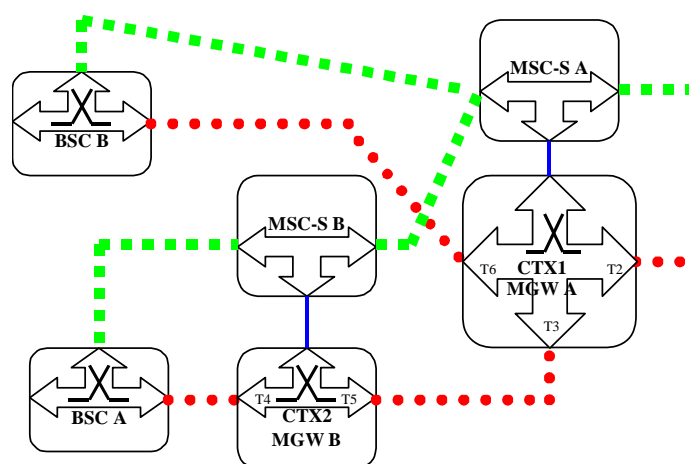 MSC-S A
BSC B
MSC-S B
T6
CTX1
T2
MGW A
T3
T4
T5
BSC A
CTX2
MGW B